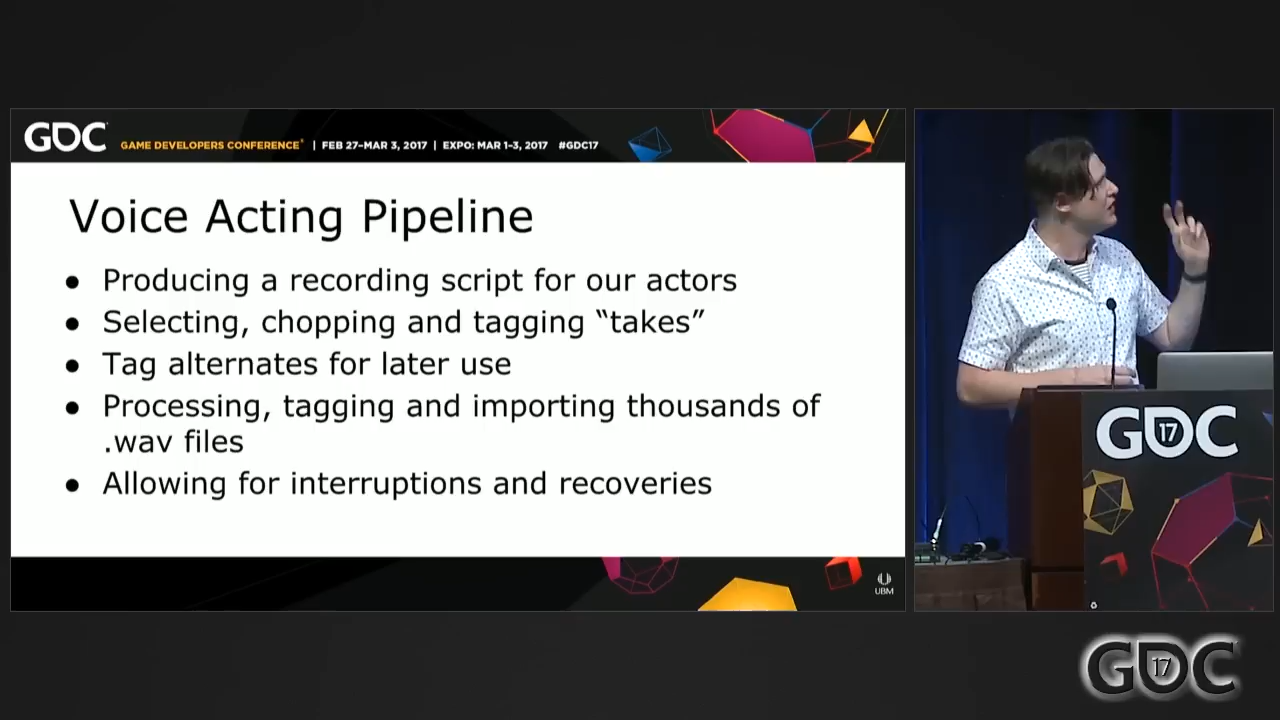 GDC GAME DEVELOPERS CONFERENCE® | FEB 27–MAR 3, 2017 | EXPO: MAR 1–3, 2017 #GDC17
Voice Acting Pipeline
● Producing a recording script for our actors
● Selecting, chopping and tagging “takes”
● Tag alternates for later use
● Processing, tagging and importing thousands of
.wav files
● Allowing for interruptions and recoveries
UBM
GDC 17
GDC 17